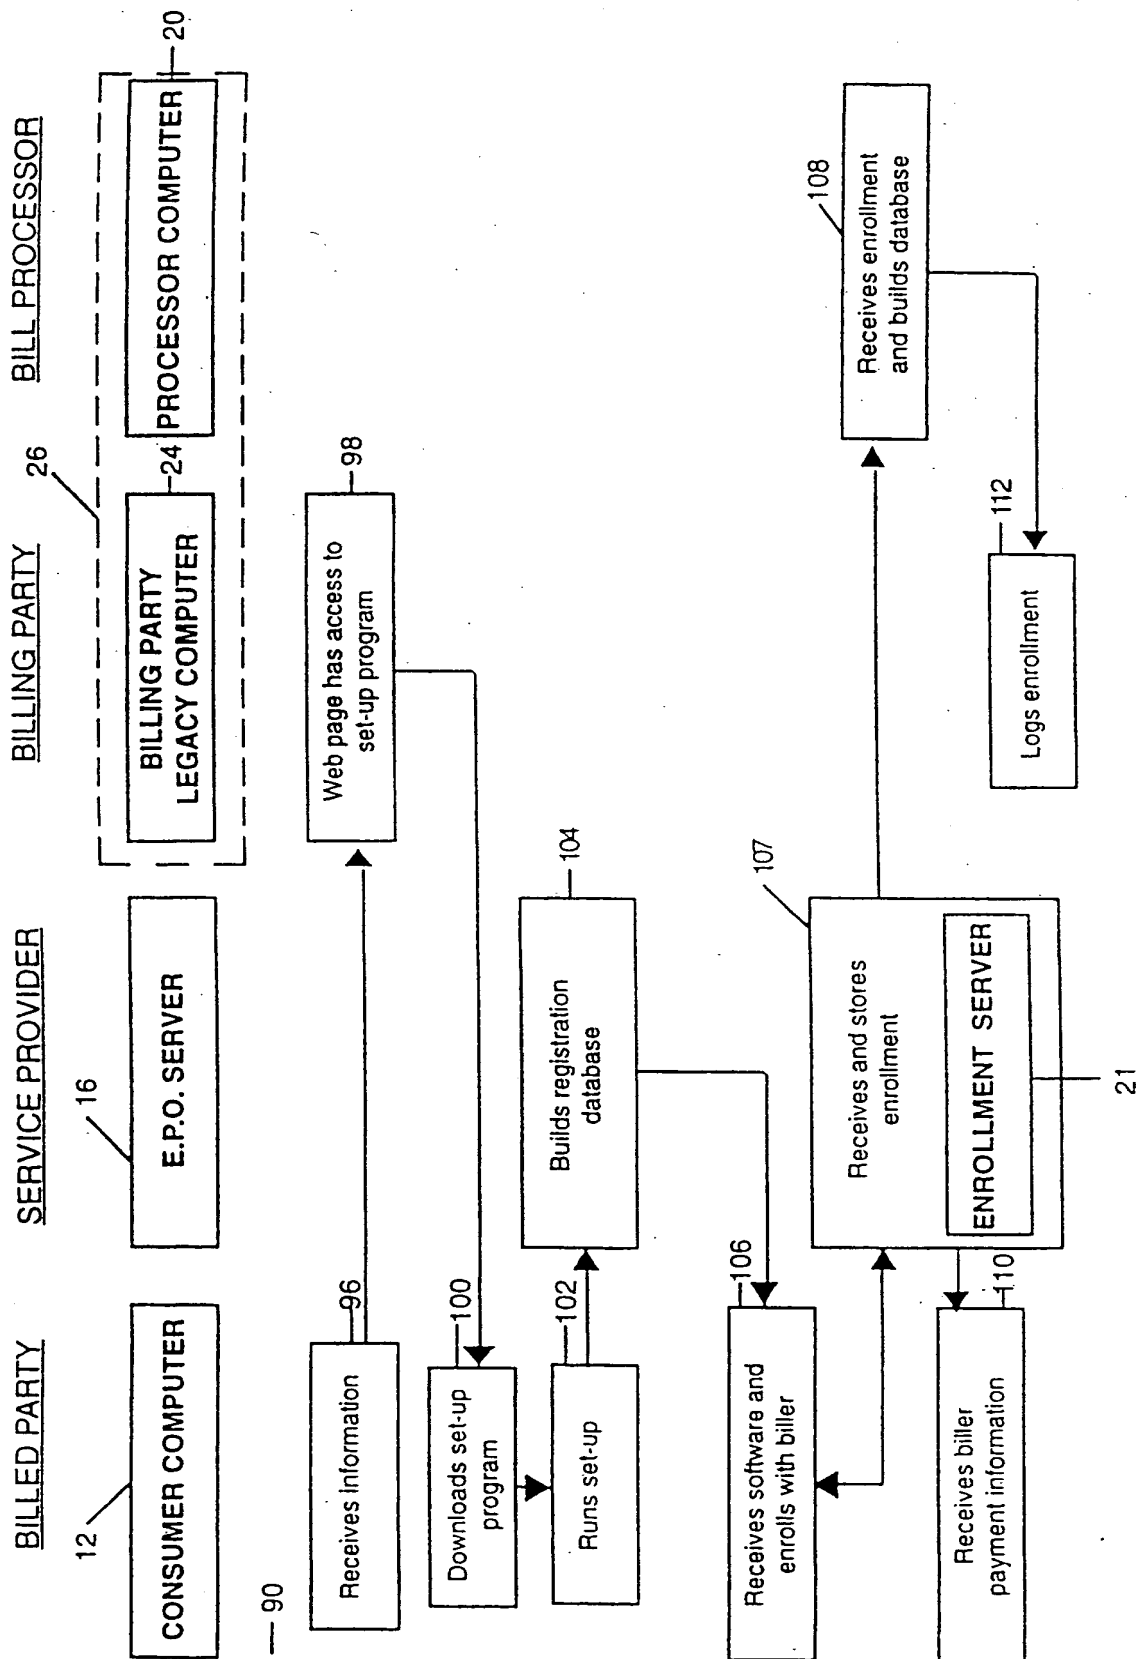 BILLED PARTY
SERVICE PROVIDER
BILLING PARTY
BILL PROCESSOR
12
16
26
CONSUMER COMPUTER
E.P.O. SERVER
BILLING PARTY
LEGACY COMPUTER
24
PROCESSOR COMPUTER
20
90
Receives Information
96
Web page has access to
set-up program
98
Downloads set-up
program
100
Runs set-up
102
Builds registration
database
104
Receives software and
enrolls with biller
106
Receives and stores
enrollment
107
ENROLLMENT SERVER
21
Receives enrollment
and builds database
108
Receives biller
payment information
110
Logs enrollment
112